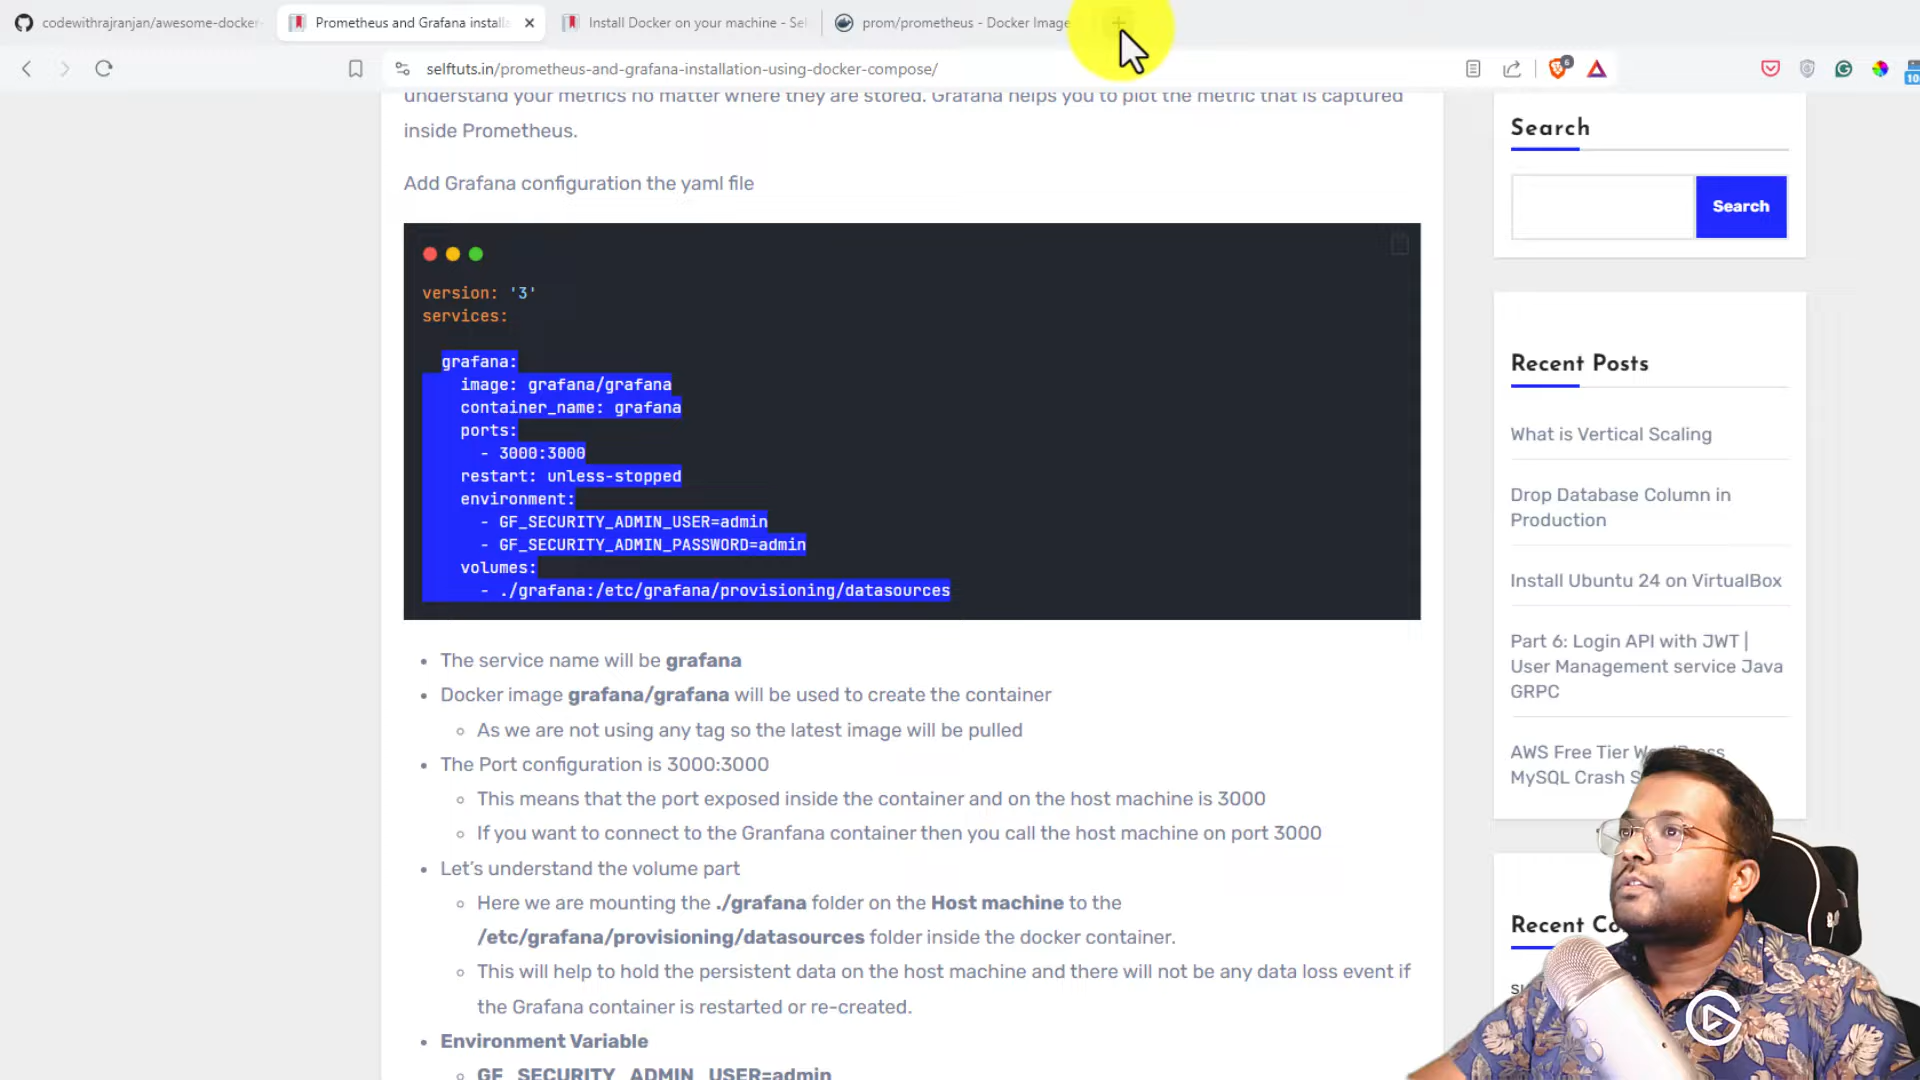 codewithrajranjan/awesome-docker-
Prometheus and Grafana installa
Install Docker on your machine - Sel
prom/prometheus - Docker Image
selftuts.in/prometheus-and-grafana-installation-using-docker-compose/
6
understand your metrics no matter where they are stored. Grafana helps you to plot the metric that is captured
inside Prometheus.
Add Grafana configuration the yaml file
version: '3'
services:
grafana:
image: grafana/grafana
container_name: grafana
ports:
- 3000:3000
restart: unless-stopped
environment:
- GF_SECURITY_ADMIN_USER=admin
- GF_SECURITY_ADMIN_PASSWORD=admin
volumes:
- ./grafana:/etc/grafana/provisioning/datasources
• The service name will be grafana
• Docker image grafana/grafana will be used to create the container
◦ As we are not using any tag so the latest image will be pulled
• The Port configuration is 3000:3000
◦ This means that the port exposed inside the container and on the host machine is 3000
◦ If you want to connect to the Granfana container then you call the host machine on port 3000
• Let's understand the volume part
◦ Here we are mounting the ./grafana folder on the Host machine to the
/etc/grafana/provisioning/datasources folder inside the docker container.
◦ This will help to hold the persistent data on the host machine and there will not be any data loss event if
the Grafana container is restarted or re-created.
• Environment Variable
◦ GF_SECURITY_ADMIN_USER=admin
Search
Search
Recent Posts
What is Vertical Scaling
Drop Database Column in
Production
Install Ubuntu 24 on VirtualBox
Part 6: Login API with JWT |
User Management service Java
GRPC
AWS Free Tier WordPress
MySQL Crash S
Recent Co